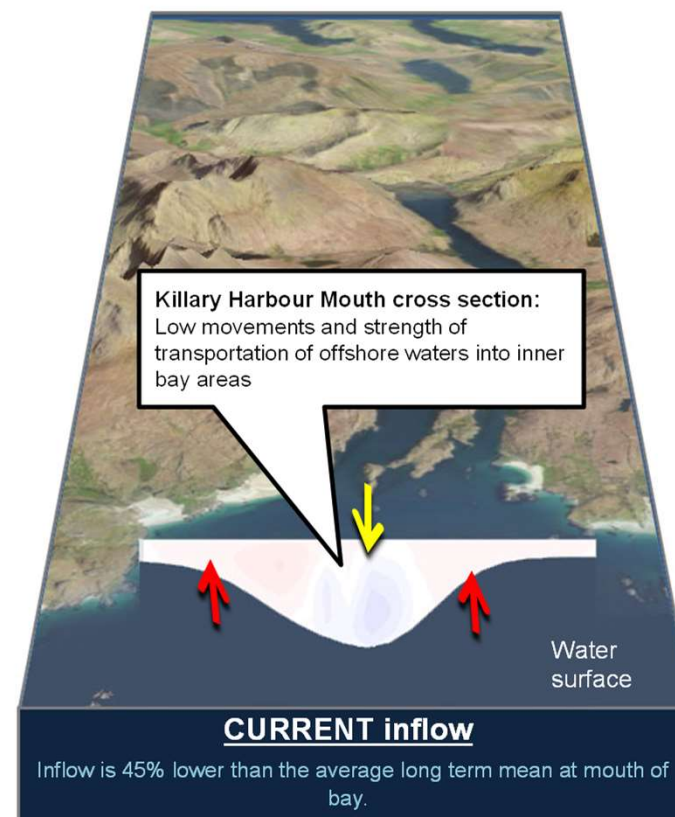 Killary Harbour Mouth cross section:
Low movements and strength of
transportation of offshore waters into inner
bay areas
Water
surface
CURRENT inflow
Inflow is 45% lower than the average long term mean at mouth of
bay.